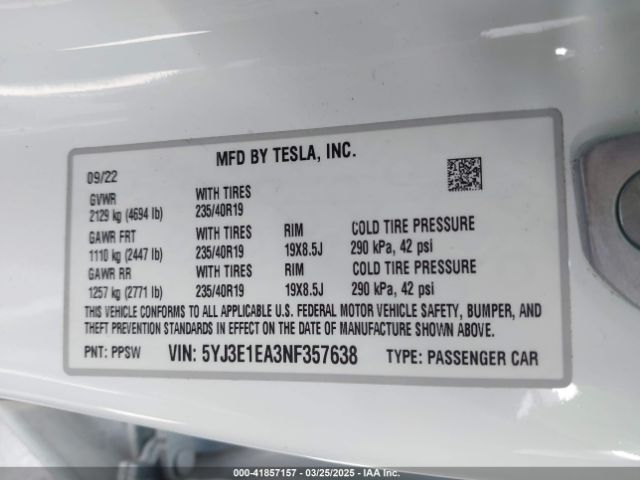 MFD BY TESLA, INC.
09/22
GVWR WITH TIRES
2129 kg (4694 lb) 235/40R19
GAWR FRT WITH TIRES RIM COLD TIRE PRESSURE
1110 kg (2447 lb) 235/40R19 19X8.5J 290 kPa, 42 psi
GAWR RR WITH TIRES RIM COLD TIRE PRESSURE
1257 kg (2771 lb) 235/40R19 19X8.5J 290 kPa, 42 psi
THIS VEHICLE CONFORMS TO ALL APPLICABLE U.S. FEDERAL MOTOR VEHICLE SAFETY, BUMPER, AND
THEFT PREVENTION STANDARDS IN EFFECT ON THE DATE OF MANUFACTURE SHOWN ABOVE.
PNT: PPSW VIN: 5YJ3E1EA3NF357638 TYPE: PASSENGER CAR
000-41857157 - 03/25/2025 - IAA Inc.